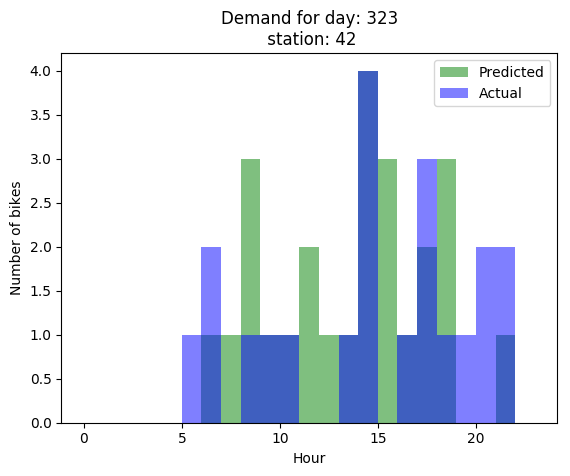 Demand for day: 323
station: 42
Predicted
Actual
Number of bikes
4.0
3.5
3.0
2.5
2.0
1.5
1.0
0.5
0.0
0 5 10 15 20
Hour